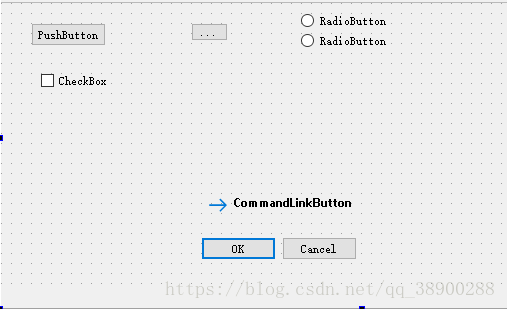 PushButton
...
RadioButton
RadioButton
CheckBox
CommandLinkButton
OK
Cancel
https://blog.csdn.net/qq_38900288